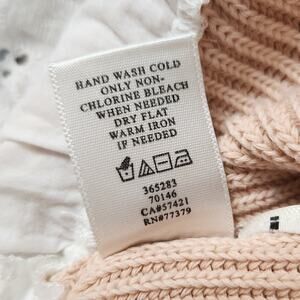 HAND WASH COLD
ONLY NON-
CHLORINE BLEACH
WHEN NEEDED
DRY FLAT
WARM IRON
IF NEEDED
365283
70146
CA#57421
RN#77379